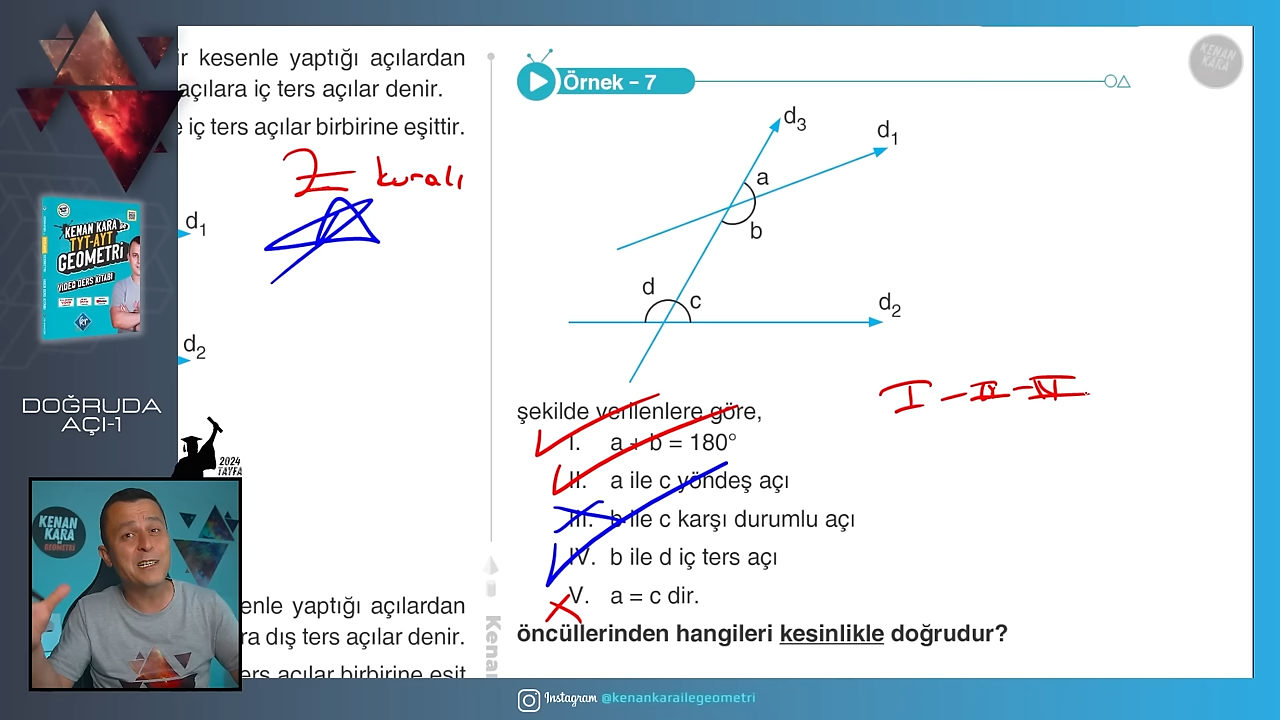 ir kesenle yaptığı açılardan
açılara iç ters açılar denir.
e iç ters açılar birbirine eşittir.
Z kuralı
d1
d2
KENAN KARA
TYT-AYT
GEOMETRİ
VİDEO DERS KİTABI
DOĞRUDA
AÇI-1
2024
TAYFA
KENAN
KARA
ile
GEOMETRİ
enle yaptığı açılardan
ra dış ters açılar denir.
ters açılar birbirine eşit
Kenan
Örnek – 7
KENAN
KARA
d3
d1
a
b
d
c
d2
I – II – IV
şekilde verilenlere göre,
I. a + b = 180°
II. a ile c yöndeş açı
III. b ile c karşı durumlu açı
IV. b ile d iç ters açı
V. a = c dir.
öncüllerinden hangileri kesinlikle doğrudur?
Instagram @kenankarailegeometri